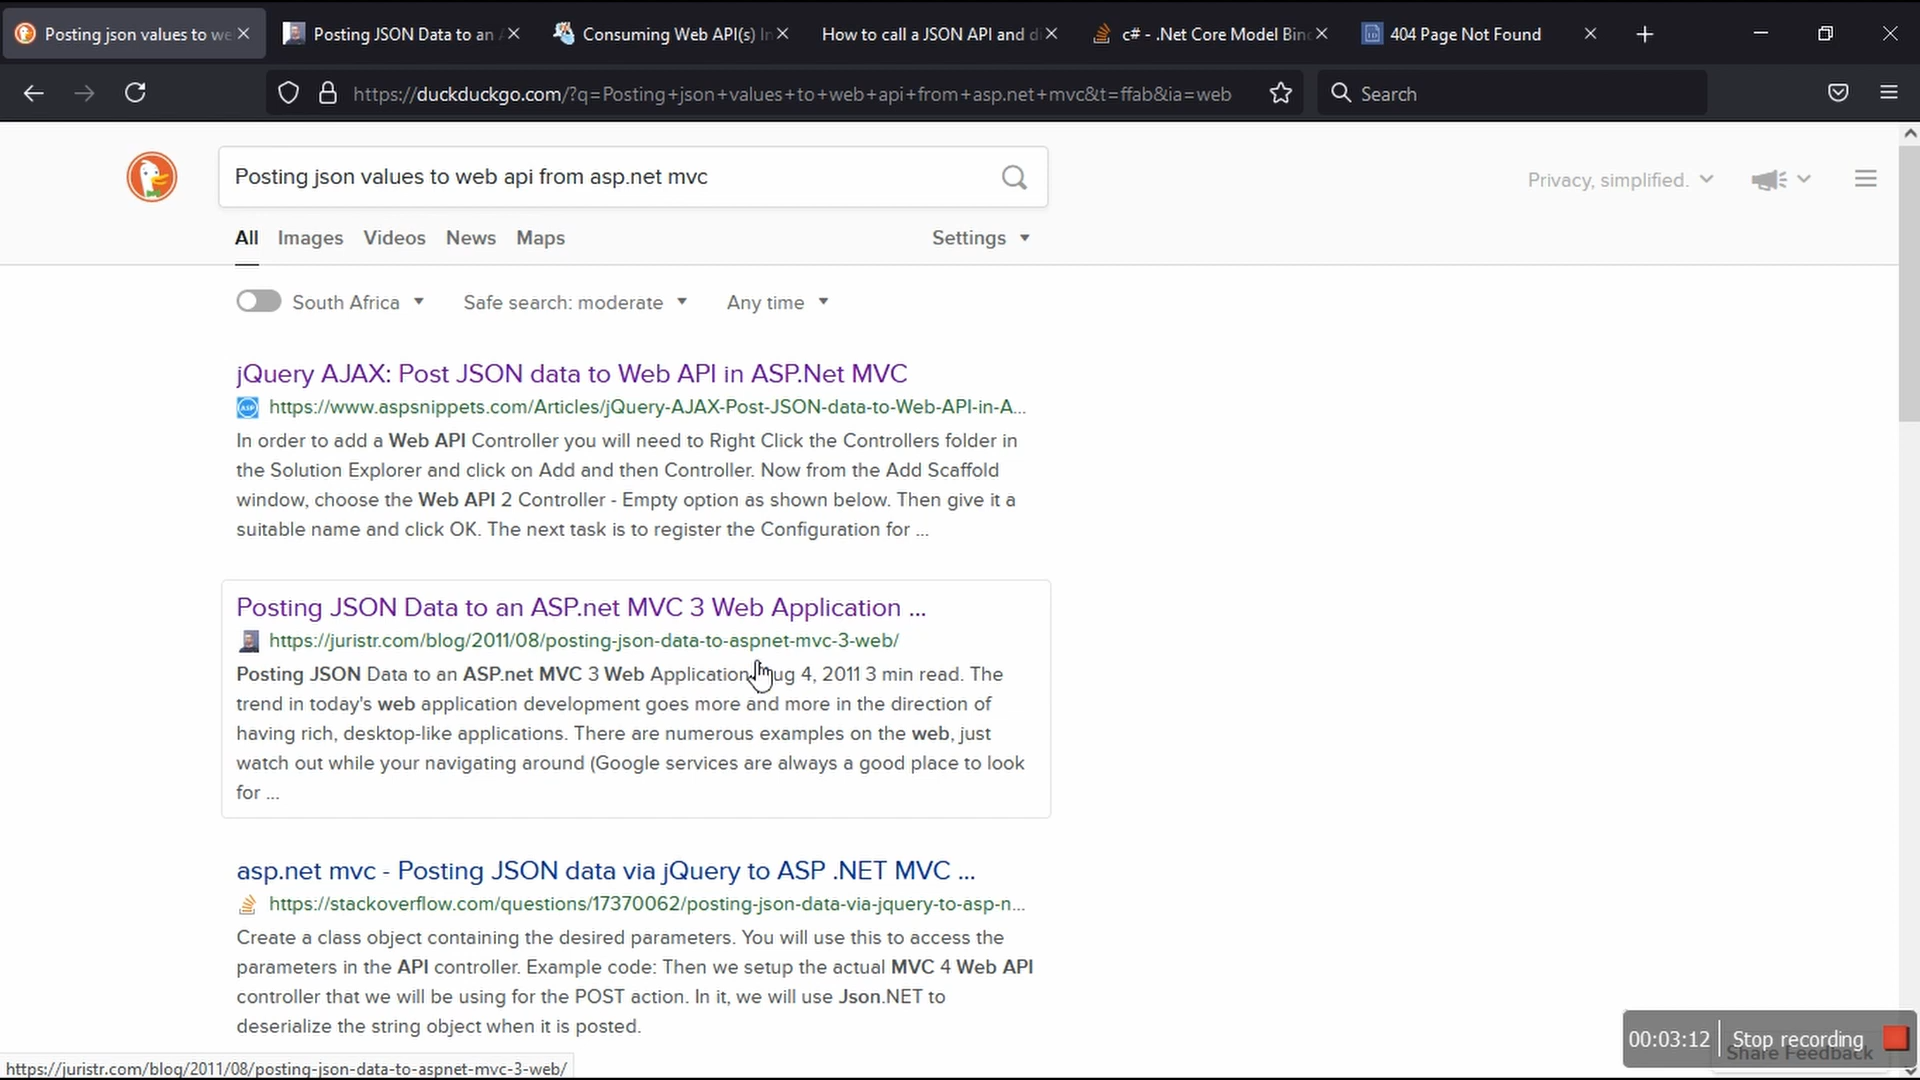 Posting json values to we
Posting JSON Data to an
Consuming Web API(s) In
How to call a JSON API and d
c# - .Net Core Model Bin
404 Page Not Found
https://duckduckgo.com/?q=Posting+json+values+to+web+api+from+asp.net+mvc&t=ffab&ia=web
Search
Posting json values to web api from asp.net mvc
Privacy, simplified.
All Images Videos News Maps
Settings
South Africa
Safe search: moderate
Any time
jQuery AJAX: Post JSON data to Web API in ASP.Net MVC
https://www.aspsnippets.com/Articles/jQuery-AJAX-Post-JSON-data-to-Web-API-in-A...
In order to add a Web API Controller you will need to Right Click the Controllers folder in
the Solution Explorer and click on Add and then Controller. Now from the Add Scaffold
window, choose the Web API 2 Controller - Empty option as shown below. Then give it a
suitable name and click OK. The next task is to register the Configuration for ...
Posting JSON Data to an ASP.net MVC 3 Web Application ...
https://juristr.com/blog/2011/08/posting-json-data-to-aspnet-mvc-3-web/
Posting JSON Data to an ASP.net MVC 3 Web Application ug 4, 2011 3 min read. The
trend in today's web application development goes more and more in the direction of
having rich, desktop-like applications. There are numerous examples on the web, just
watch out while your navigating around (Google services are always a good place to look
for ...
asp.net mvc - Posting JSON data via jQuery to ASP .NET MVC ...
https://stackoverflow.com/questions/17370062/posting-json-data-via-jquery-to-asp-n...
Create a class object containing the desired parameters. You will use this to access the
parameters in the API controller. Example code: Then we setup the actual MVC 4 Web API
controller that we will be using for the POST action. In it, we will use Json.NET to
deserialize the string object when it is posted.
00:03:12
Stop recording
Share Feedback
https://juristr.com/blog/2011/08/posting-json-data-to-aspnet-mvc-3-web/